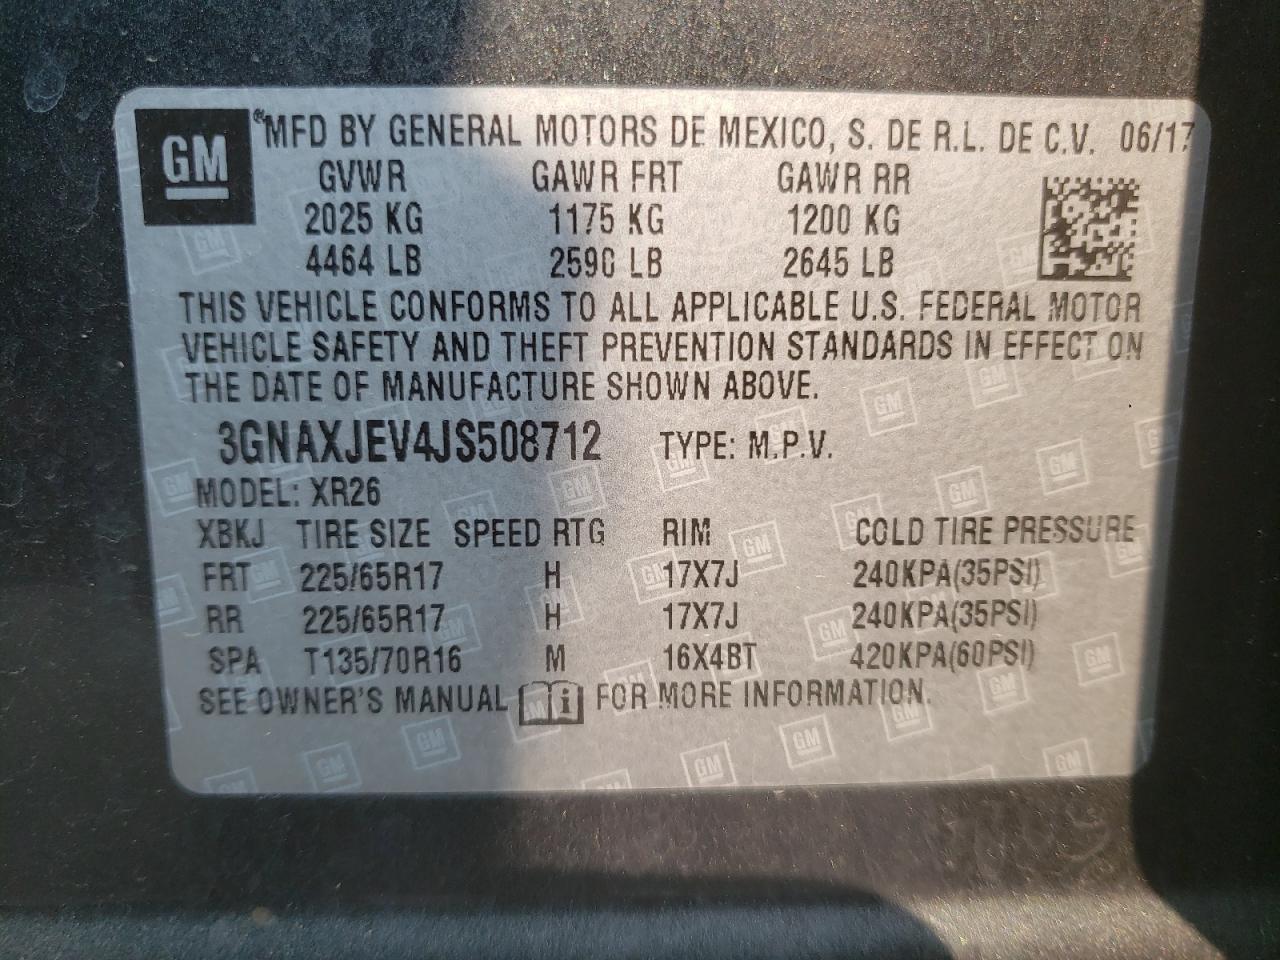 GM ®MFD BY GENERAL MOTORS DE MEXICO, S. DE R.L. DE C.V. 06/17
GVWR GAWR FRT GAWR RR
2025 KG 1175 KG 1200 KG
4464 LB 2590 LB 2645 LB
THIS VEHICLE CONFORMS TO ALL APPLICABLE U.S. FEDERAL MOTOR
VEHICLE SAFETY AND THEFT PREVENTION STANDARDS IN EFFECT ON
THE DATE OF MANUFACTURE SHOWN ABOVE.
3GNAXJEV4JS508712 TYPE: M.P.V.
MODEL: XR26
XBKJ TIRE SIZE SPEED RTG RIM COLD TIRE PRESSURE
FRT 225/65R17 H 17X7J 240KPA(35PSI)
RR 225/65R17 H 17X7J 240KPA(35PSI)
SPA T135/70R16 M 16X4BT 420KPA(60PSI)
SEE OWNER'S MANUAL FOR MORE INFORMATION.